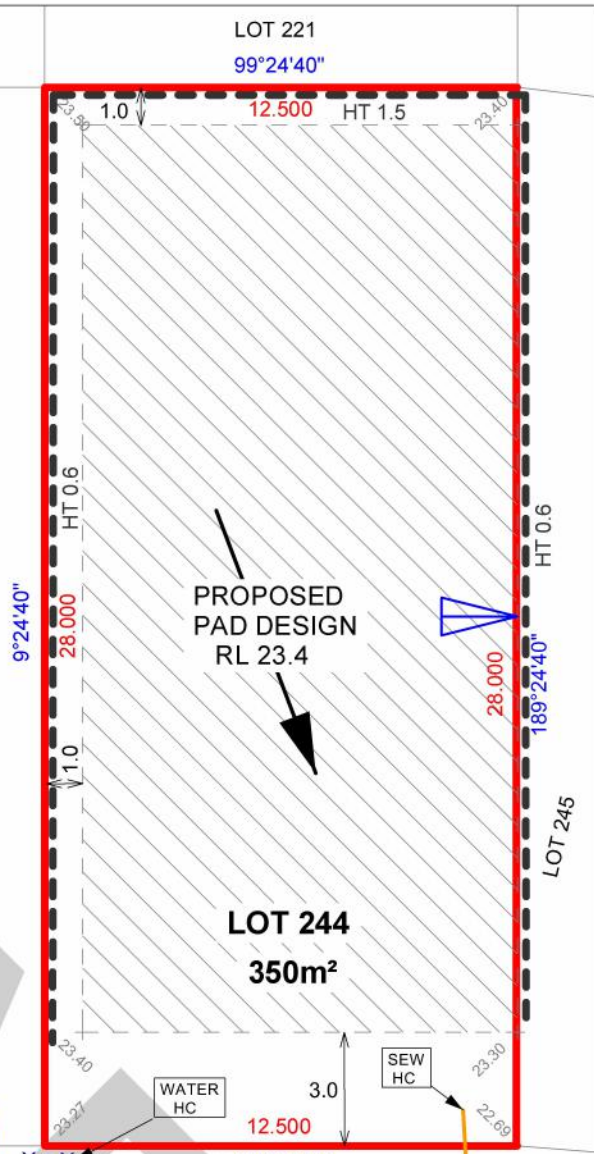 LOT 221
99°24'40"
23.50
1.0
12.500
HT 1.5
23.40
HT 0.6
28.000
9°24'40"
HT 0.6
PROPOSED
PAD DESIGN
RL 23.4
28.000
189°24'40"
1.0
LOT 245
LOT 244
350m²
23.40
23.30
SEW
HC
WATER
HC
3.0
23.27
22.69
12.500